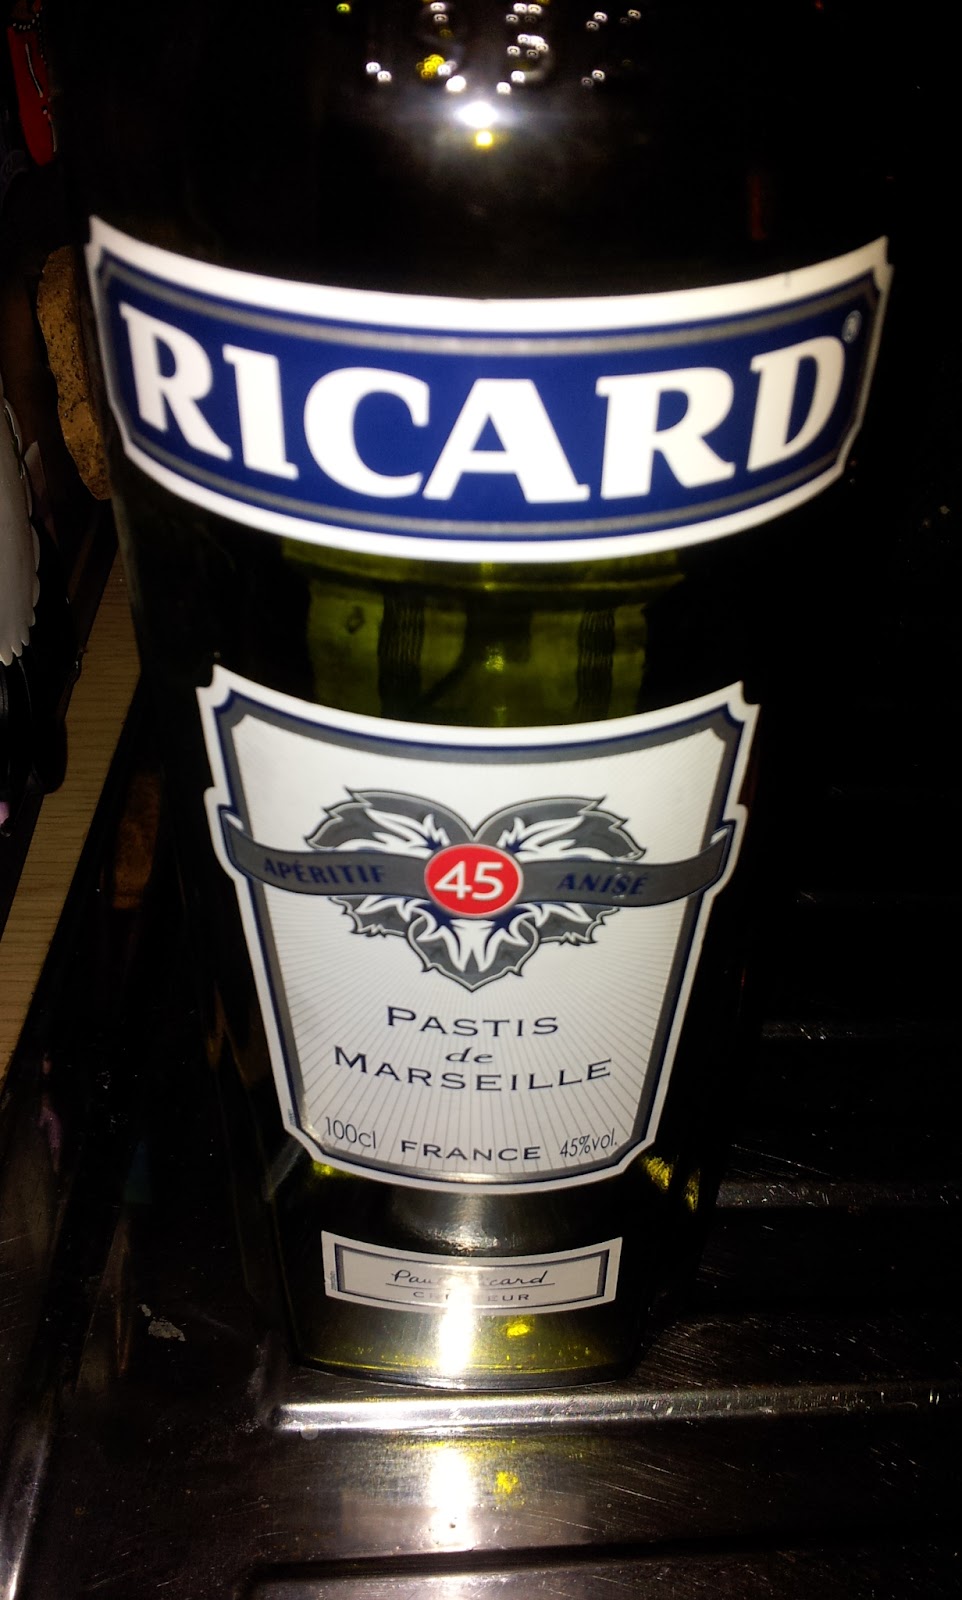 RICARD®
APÉRITIF 45 ANISÉ
PASTIS
de
MARSEILLE
100cl FRANCE 45%vol.